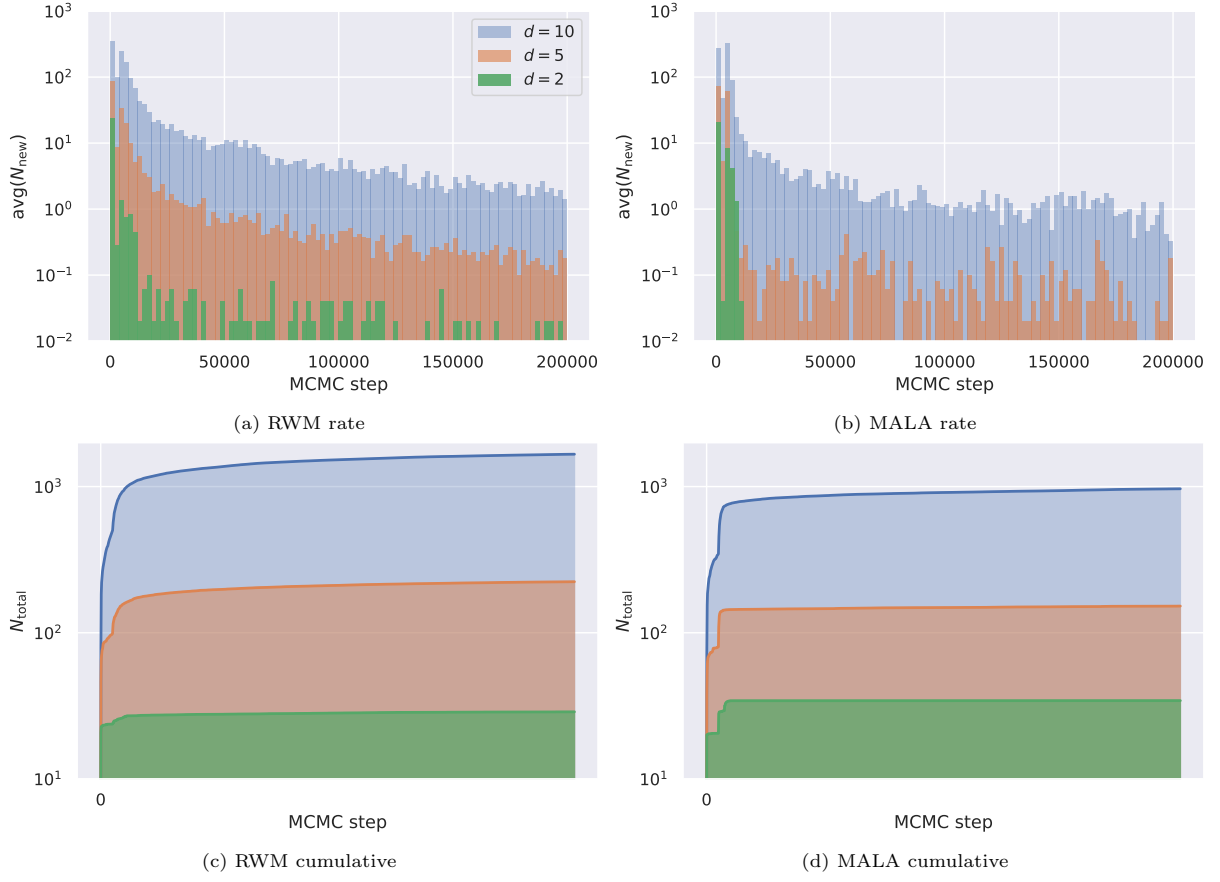 10³
10²
10¹
10⁰
10⁻¹
10⁻²
avg(N_new)
d = 10
d = 5
d = 2
0 50000 100000 150000 200000
MCMC step
(a) RWM rate
10³
10²
10¹
10⁰
10⁻¹
10⁻²
avg(N_new)
0 50000 100000 150000 200000
MCMC step
(b) MALA rate
10³
10²
10¹
N_total
0
MCMC step
(c) RWM cumulative
10³
10²
10¹
N_total
0
MCMC step
(d) MALA cumulative